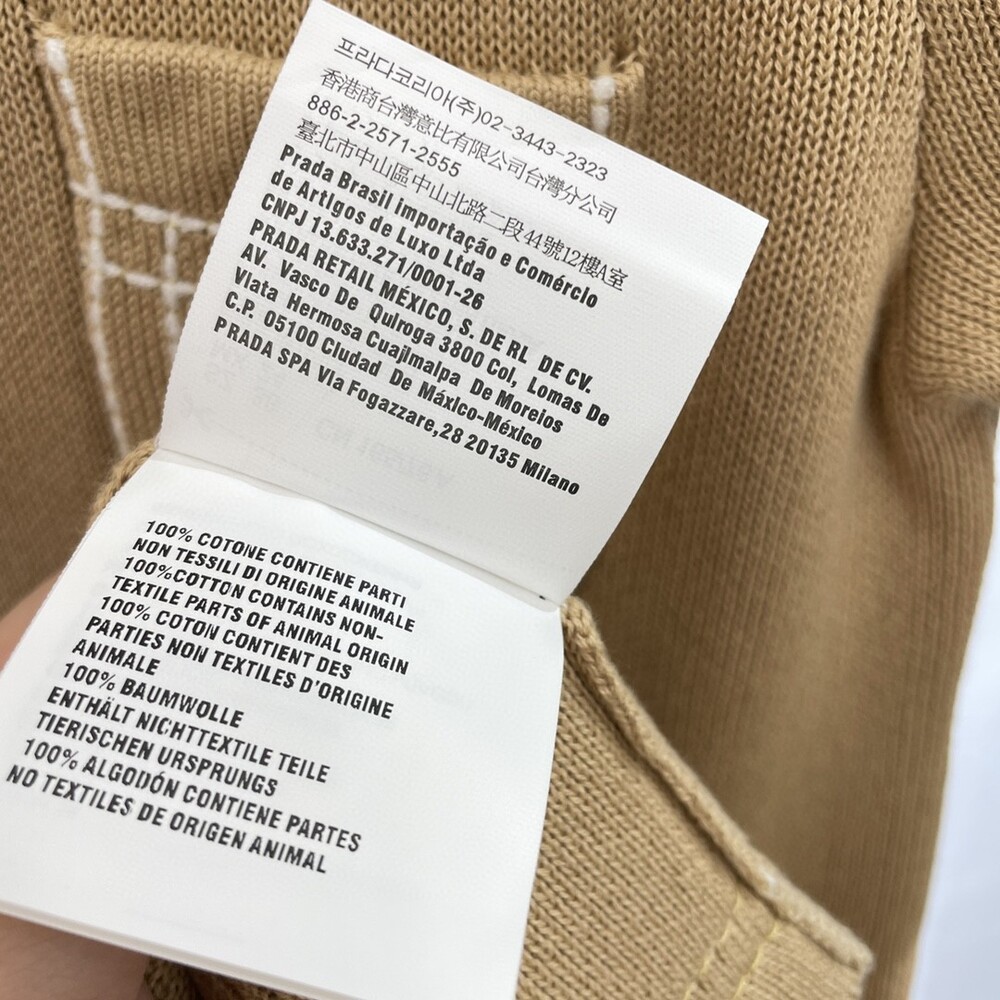 프라다코리아(주)02-3443-2323
香港商台灣意比有限公司台灣分公司
886-2-2571-2555
臺北市中山區中山北路二段44號12樓A室
Prada Brasil importação e Comércio
de Artigos de Luxo Ltda
CNPJ 13.633.271/0001-26
PRADA RETAIL MÉXICO, S. DE RL DE CV.
AV. Vasco De Quiroga 3800 Col, Lomas De
Vlata Hermosa Cuajlmalpa De Moreios
C.P. 05100 Cludad De Máxlco-México
PRADA SPA Vla Fogazzare,28 20135 Milano
100% COTONE CONTIENE PARTI
NON TESSILI DI ORIGINE ANIMALE
100%COTTON CONTAINS NON-
TEXTILE PARTS OF ANIMAL ORIGIN
100% COTON CONTIENT DES
PARTIES NON TEXTILES D'ORIGINE
ANIMALE
100% BAUMWOLLE
ENTHÄLT NICHTTEXTILE TEILE
TIERISCHEN URSPRUNGS
100% ALGODÓN CONTIENE PARTES
NO TEXTILES DE ORIGEN ANIMAL